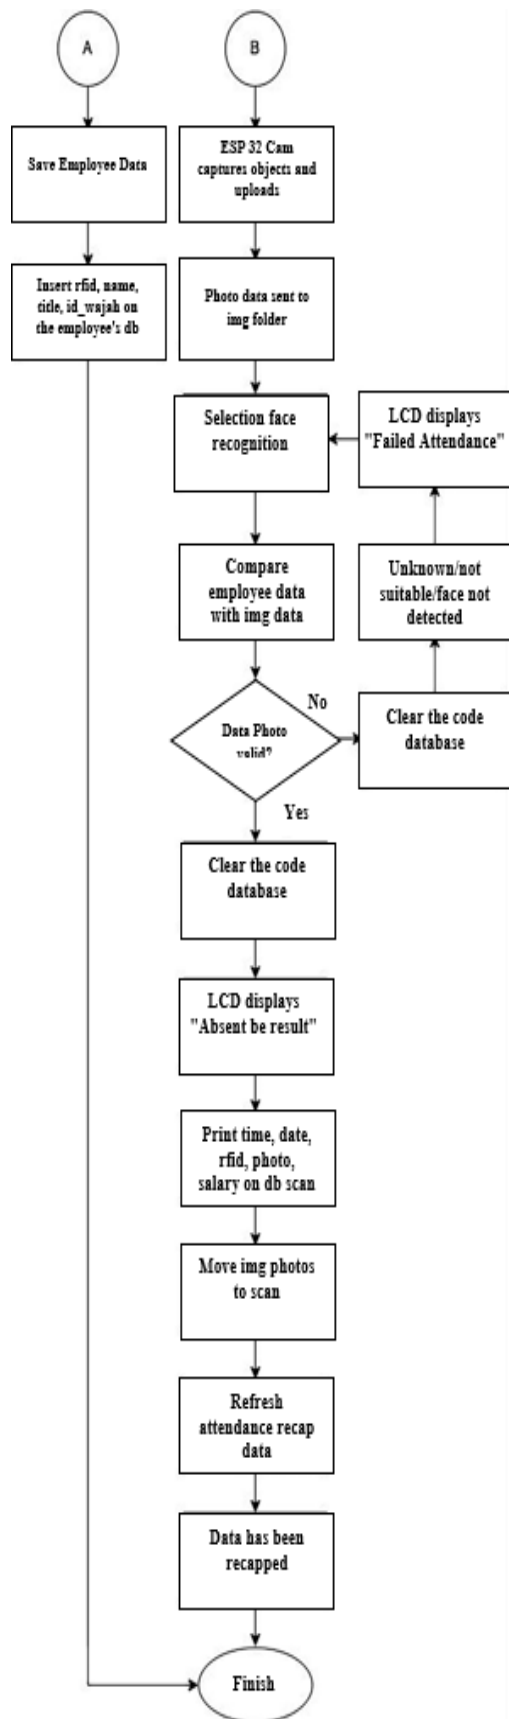 A
B
Save Employee Data
ESP 32 Cam
captures objects and
uploads
Insert rfid, name,
title, id_wajah on
the employee's db
Photo data sent to
img folder
Selection face
recognition
LCD displays
"Failed Attendance"
Compare
employee data
with img data
Unknown/not
suitable/face not
detected
Data Photo
valid?
No
Clear the code
database
Yes
Clear the code
database
LCD displays
"Absent be result"
Print time, date,
rfid, photo,
salary on db scan
Move img photos
to scan
Refresh
attendance recap
data
Data has been
recapped
Finish